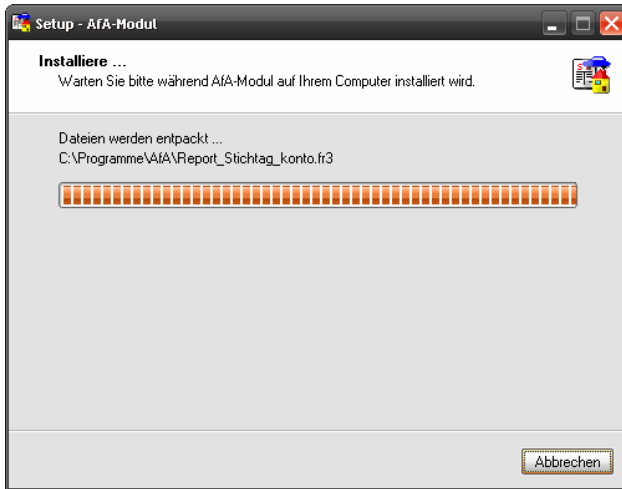 Setup - AfA-Modul
Installiere ...
Warten Sie bitte während AfA-Modul auf Ihrem Computer installiert wird.
Dateien werden entpackt ...
C:\Programme\AfA\Report_Stichtag_konto.fr3
Abbrechen